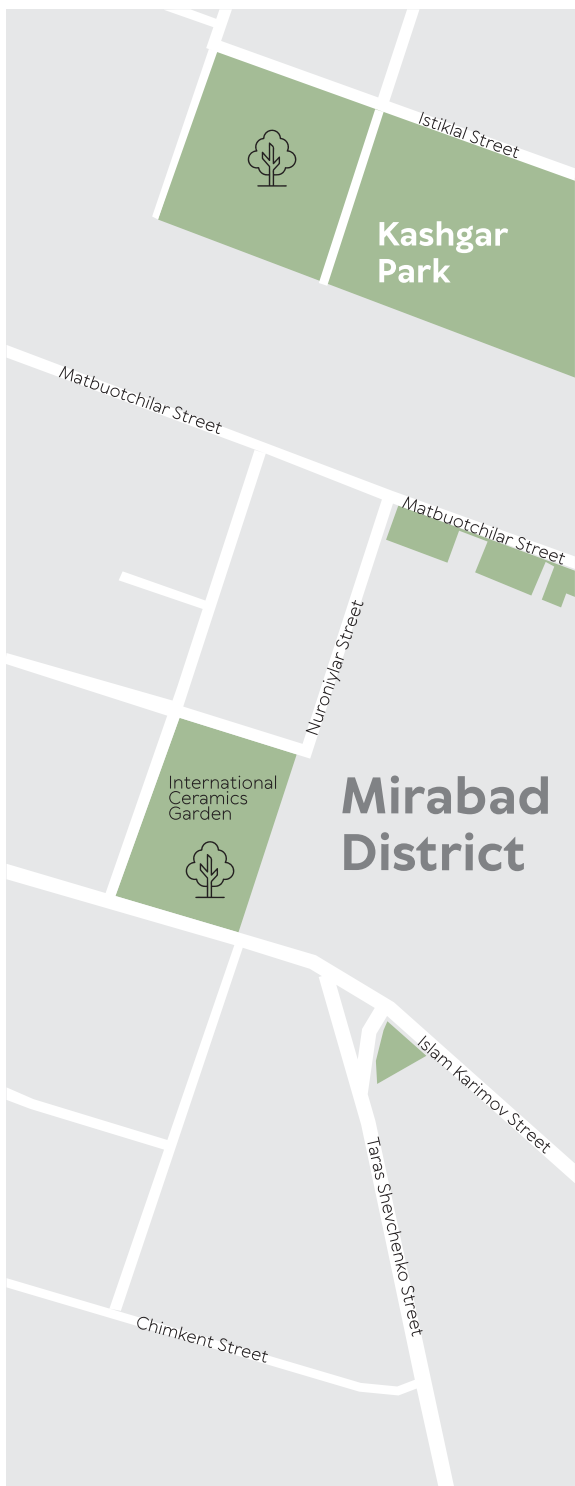 Istiklal Street
Kashgar
Park
Matbuotchilar Street
Matbuotchilar Street
Nuroniylar Street
International
Ceramics
Garden
Mirabad
District
Islam Karimov Street
Taras Shevchenko Street
Chimkent Street